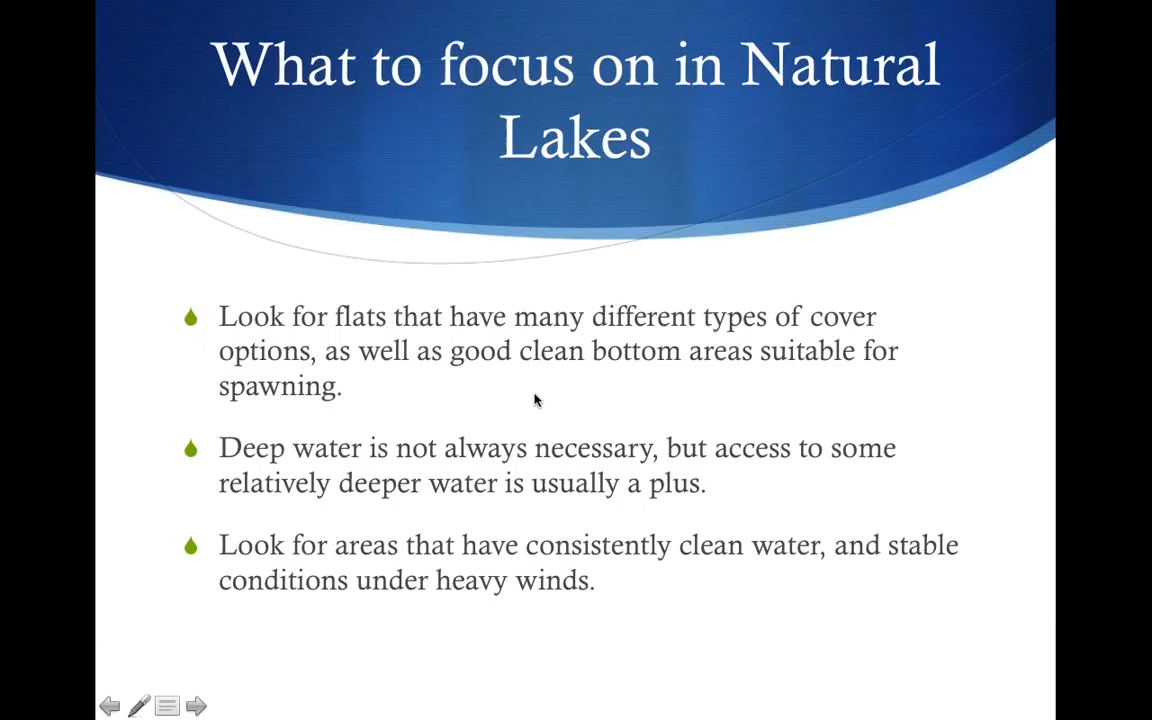 What to focus on in Natural
Lakes
Look for flats that have many different types of cover
options, as well as good clean bottom areas suitable for
spawning.
Deep water is not always necessary, but access to some
relatively deeper water is usually a plus.
Look for areas that have consistently clean water, and stable
conditions under heavy winds.